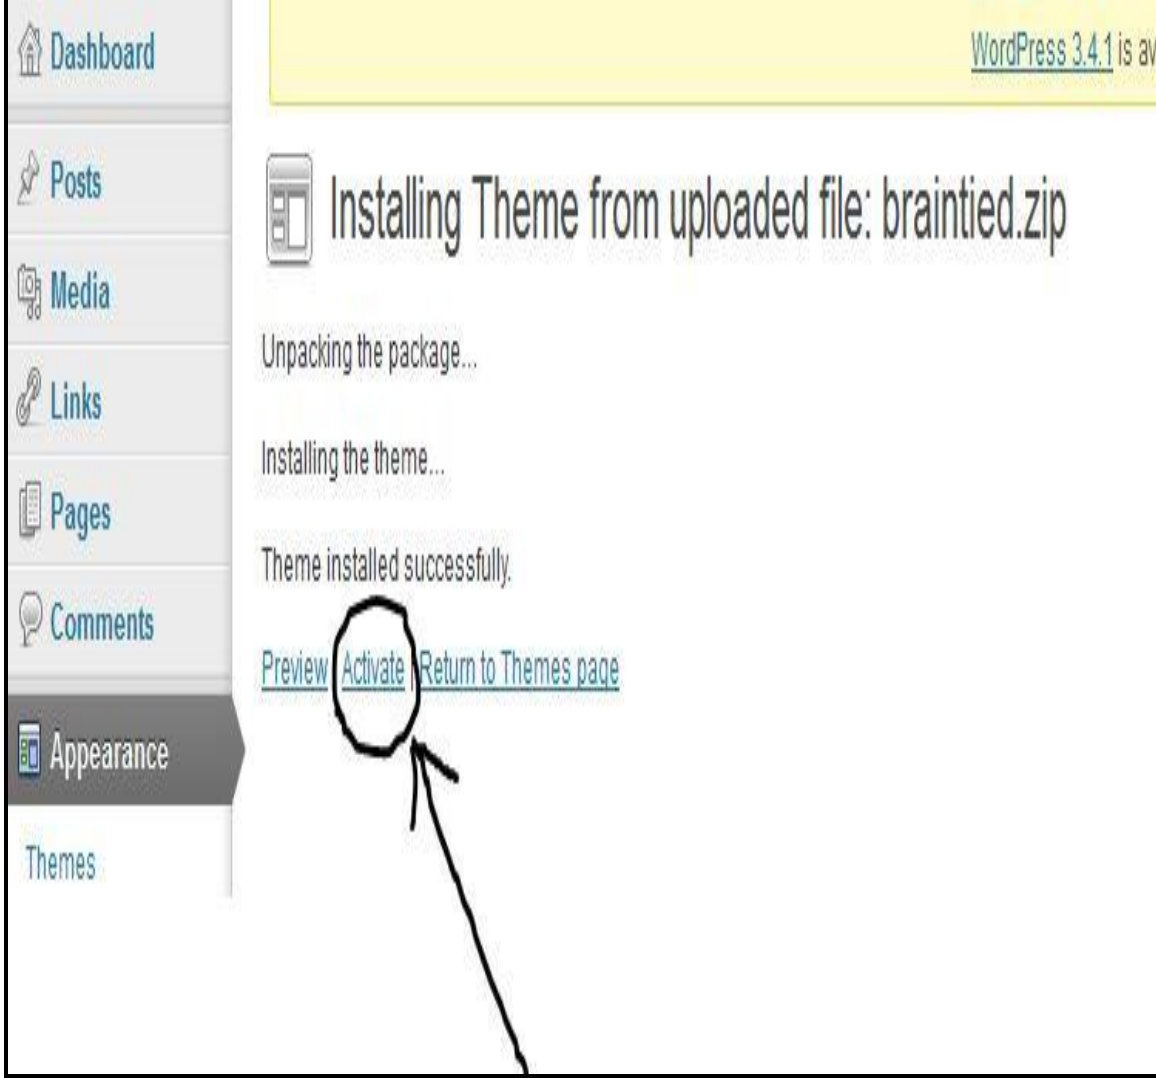 Dashboard
WordPress 3.4.1 is
Posts
Installing Theme from uploaded file: braintied.zip
Media
Unpacking the package...
Links
Installing the theme...
Pages
Theme installed successfully.
Comments
Preview | Activate | Return to Themes page
Appearance
Themes